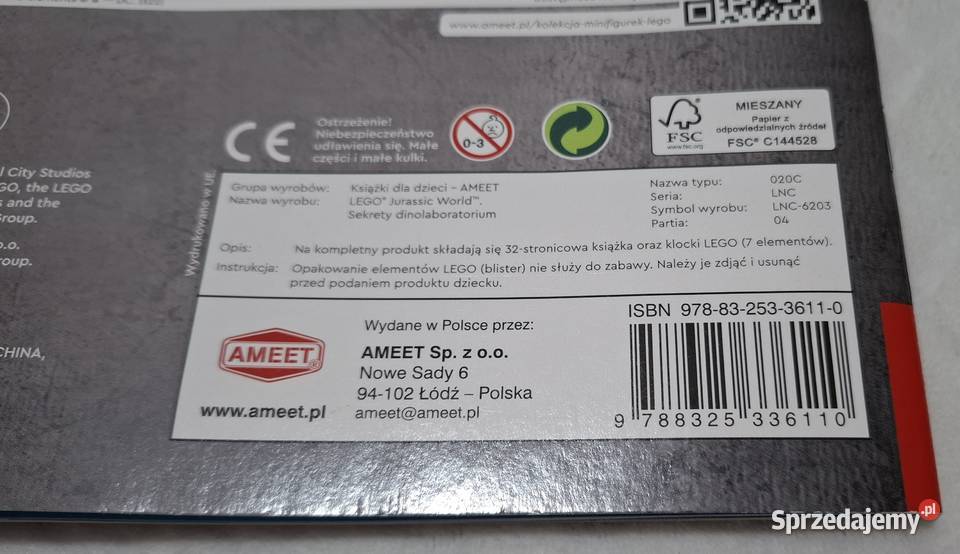 www.ameet.pl/kolekcja-minifigurek-lego
CE
Ostrzeżenie!
Niebezpieczeństwo
udławienia się. Małe
części i małe kulki.
0-3
FSC
www.fsc.org
MIESZANY
Papier z
odpowiedzialnych źródeł
FSC® C144528
l City Studios
GO, the LEGO
s and the
Group.
o.o.
roup.
CHINA,
Wydrukowano w UE.
Grupa wyrobów: Książki dla dzieci – AMEET
Nazwa wyrobu: LEGO® Jurassic World™.
Sekrety dinolaboratorium
Nazwa typu: 020C
Seria: LNC
Symbol wyrobu: LNC-6203
Partia: 04
Opis: Na kompletny produkt składają się 32-stronicowa książka oraz klocki LEGO (7 elementów).
Instrukcja: Opakowanie elementów LEGO (blister) nie służy do zabawy. Należy je zdjąć i usunąć
przed podaniem produktu dziecku.
AMEET®
www.ameet.pl
Wydane w Polsce przez:
AMEET Sp. z o.o.
Nowe Sady 6
94-102 Łódź – Polska
ameet@ameet.pl
ISBN 978-83-253-3611-0
9 788325 336110
Sprzedajemy.pl